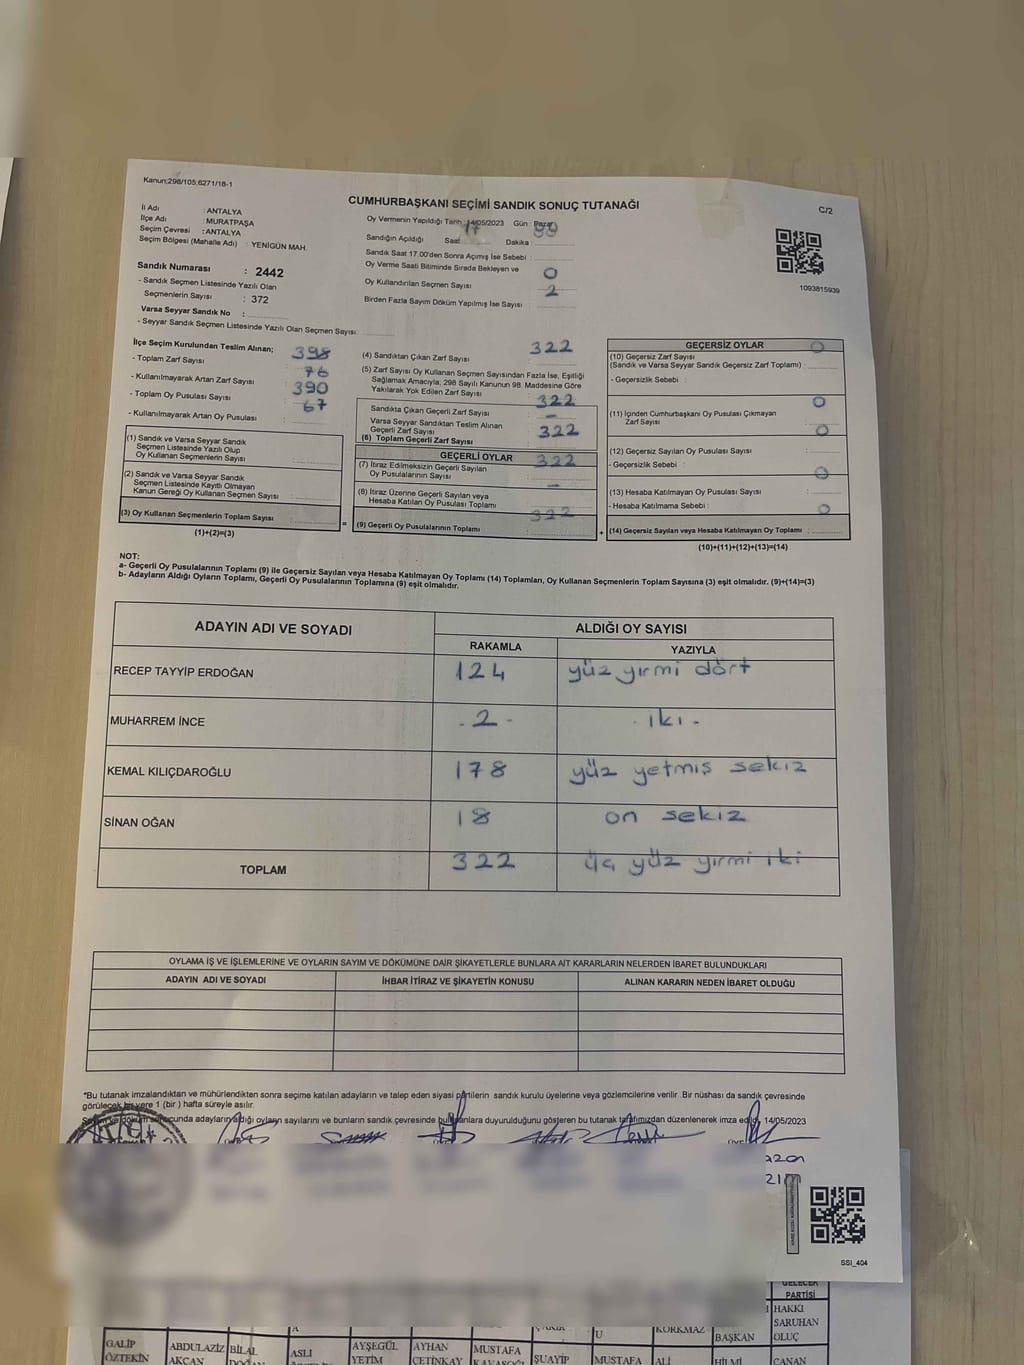 Kanun;298/105;6271/18-1
CUMHURBAŞKANI SEÇİMİ SANDIK SONUÇ TUTANAĞI
C/2
İl Adı : ANTALYA
İlçe Adı : MURATPAŞA
Seçim Çevresi : ANTALYA
Seçim Bölgesi (Mahalle Adı) : YENİGÜN MAH.
Sandık Numarası : 2442
- Sandık Seçmen Listesinde Yazılı Olan
Seçmenlerin Sayısı : 372
Varsa Seyyar Sandık No :
- Seyyar Sandık Seçmen Listesinde Yazılı Olan Seçmen Sayısı
Oy Vermenin Yapıldığı Tarih 14/05/2023 Gün : Pazar
Sandığın Açıldığı Saat 17 Dakika :
Sandık Saat 17.00'den Sonra Açımış İse Sebebi :
Oy Verme Saati Bitiminde Sırada Bekleyen ve
Oy Kullandırılan Seçmen Sayısı 0
Birden Fazla Sayım Döküm Yapılmış İse Sayısı 2
1093815939
İlçe Seçim Kurulundan Teslim Alınan;
- Toplam Zarf Sayısı 398
- Kullanılmayarak Artan Zarf Sayısı 76
- Toplam Oy Pusulası Sayısı 390
- Kullanılmayarak Artan Oy Pusulası 67
(1) Sandık ve Varsa Seyyar Sandık
Seçmen Listesinde Yazılı Olup
Oy Kullanan Seçmenlerin Sayısı
(2) Sandık ve Varsa Seyyar Sandık
Seçmen Listesinde Kayıtlı Olmayan
Kanun Gereği Oy Kullanan Seçmen Sayısı
(3) Oy Kullanan Seçmenlerin Toplam Sayısı
(1)+(2)=(3)
=
(4) Sandıktan Çıkan Zarf Sayısı 322
(5) Zarf Sayısı Oy Kullanan Seçmen Sayısından Fazla İse, Eşitliği
Sağlamak Amacıyla; 298 Sayılı Kanunun 98. Maddesine Göre
Yakılarak Yok Edilen Zarf Sayısı
Sandıkta Çıkan Geçerli Zarf Sayısı 322
Varsa Seyyar Sandıktan Teslim Alınan
Geçerli Zarf Sayısı -
(6) Toplam Geçerli Zarf Sayısı 322
GEÇERLİ OYLAR
(7) İtiraz Edilmeksizin Geçerli Sayılan
Oy Pusulalarının Sayısı 322
(8) İtiraz Üzerine Geçerli Sayılan veya
Hesaba Katılan Oy Pusulası Toplamı -
(9) Geçerli Oy Pusulalarının Toplamı 322
+
GEÇERSİZ OYLAR
(10) Geçersiz Zarf Sayısı 0
(Sandık ve Varsa Seyyar Sandık Geçersiz Zarf Toplamı)
- Geçersizlik Sebebi :
(11) İçinden Cumhurbaşkanı Oy Pusulası Çıkmayan
Zarf Sayısı 0
(12) Geçersiz Sayılan Oy Pusulası Sayısı 0
- Geçersizlik Sebebi :
(13) Hesaba Katılmayan Oy Pusulası Sayısı 0
- Hesaba Katılmama Sebebi :
(14) Geçersiz Sayılan veya Hesaba Katılmayan Oy Toplamı 0
(10)+(11)+(12)+(13)=(14)
NOT:
a- Geçerli Oy Pusulalarının Toplamı (9) ile Geçersiz Sayılan veya Hesaba Katılmayan Oy Toplamı (14) Toplamları, Oy Kullanan Seçmenlerin Toplam Sayısına (3) eşit olmalıdır. (9)+(14)=(3)
b- Adayların Aldığı Oyların Toplamı, Geçerli Oy Pusulalarının Toplamına (9) eşit olmalıdır.
ADAYIN ADI VE SOYADI ALDIĞI OY SAYISI
RAKAMLA YAZIYLA
RECEP TAYYİP ERDOĞAN 124 yüz yirmi dört
MUHARREM İNCE - 2 - - iki -
KEMAL KILIÇDAROĞLU 178 yüz yetmiş sekiz
SİNAN OĞAN 18 on sekiz
TOPLAM 322 üç yüz yirmi iki
OYLAMA İŞ VE İŞLEMLERİNE VE OYLARIN SAYIM VE DÖKÜMÜNE DAİR ŞİKAYETLERLE BUNLARA AİT KARARLARIN NELERDEN İBARET BULUNDUKLARI
ADAYIN ADI VE SOYADI İHBAR İTİRAZ VE ŞİKAYETİN KONUSU ALINAN KARARIN NEDEN İBARET OLDUĞU
*Bu tutanak imzalandıktan ve mühürlendikten sonra seçime katılan adayların ve talep eden siyasi partilerin sandık kurulu üyelerine veya gözlemcilerine verilir. Bir nüshası da sandık çevresinde
görülecek bir yere 1 (bir ) hafta süreyle asılır.
sucunda adayların aldığı oyların sayılarını ve bunların sandık çevresinde bulunanlara duyurulduğunu gösteren bu tutanak tarafımızdan düzenlenerek imza edildi. 14/05/2023
SSİ_404
GELECEK
PARTİSİ
HAKKI
SARUHAN
OLUÇ
KORKMAZ
BAŞKAN
GALİP
ÖZTEKİN
ABDULAZİZ
AKCAN
BİLAL
ASLI
AYŞEGÜL
YETİM
AYHAN
ÇETİNKAY
MUSTAFA
ŞUAYİP
MUSTAFA
ALİ
HİLMİ
CANAN